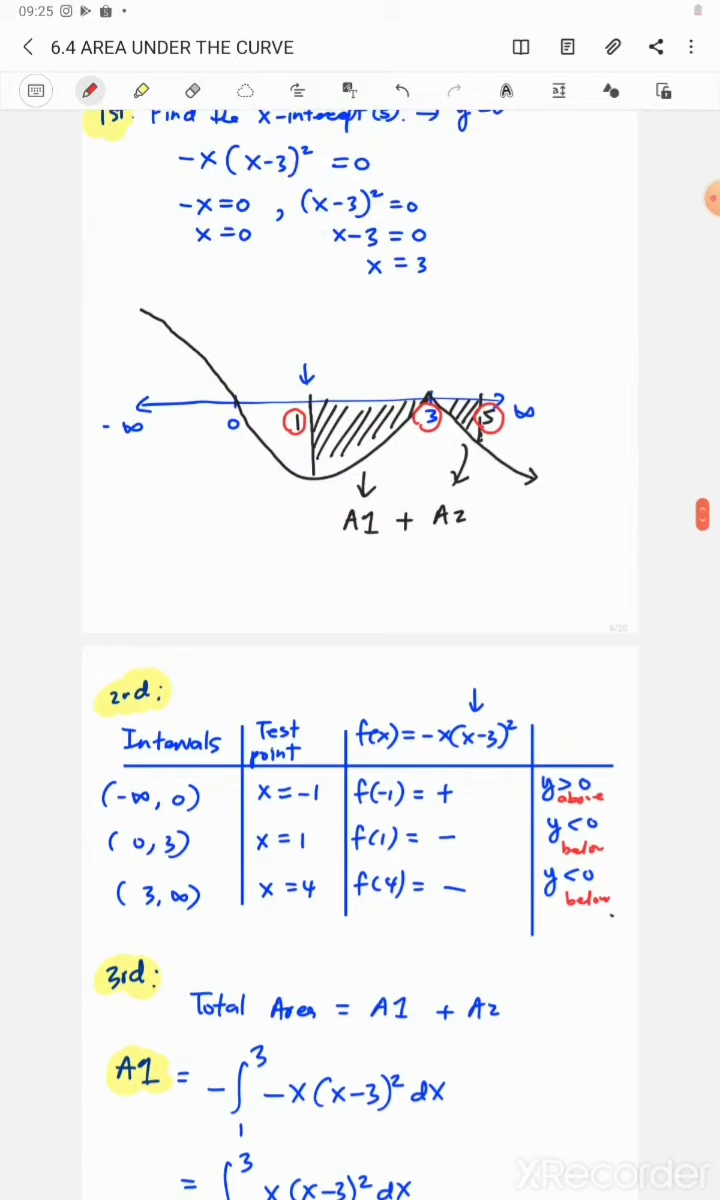 09:25
6.4 AREA UNDER THE CURVE
1st: Find the x-intercept(s). → y=0
-x(x-3)² = 0
-x=0 , (x-3)²=0
x=0 x-3=0
x=3
-∞ 0 1 3 5 ∞
A1 + A2
6/20
2nd:
Intervals Test point f(x)=-x(x-3)²
(-∞, 0) x=-1 f(-1)= + y>0 above
(0, 3) x=1 f(1)= - y<0 below
(3, ∞) x=4 f(4)= - y<0 below
3rd:
Total Area = A1 + A2
A1 = -∫₁³ -x(x-3)² dx
= ∫³ x(x-3)² dx
XRecorder